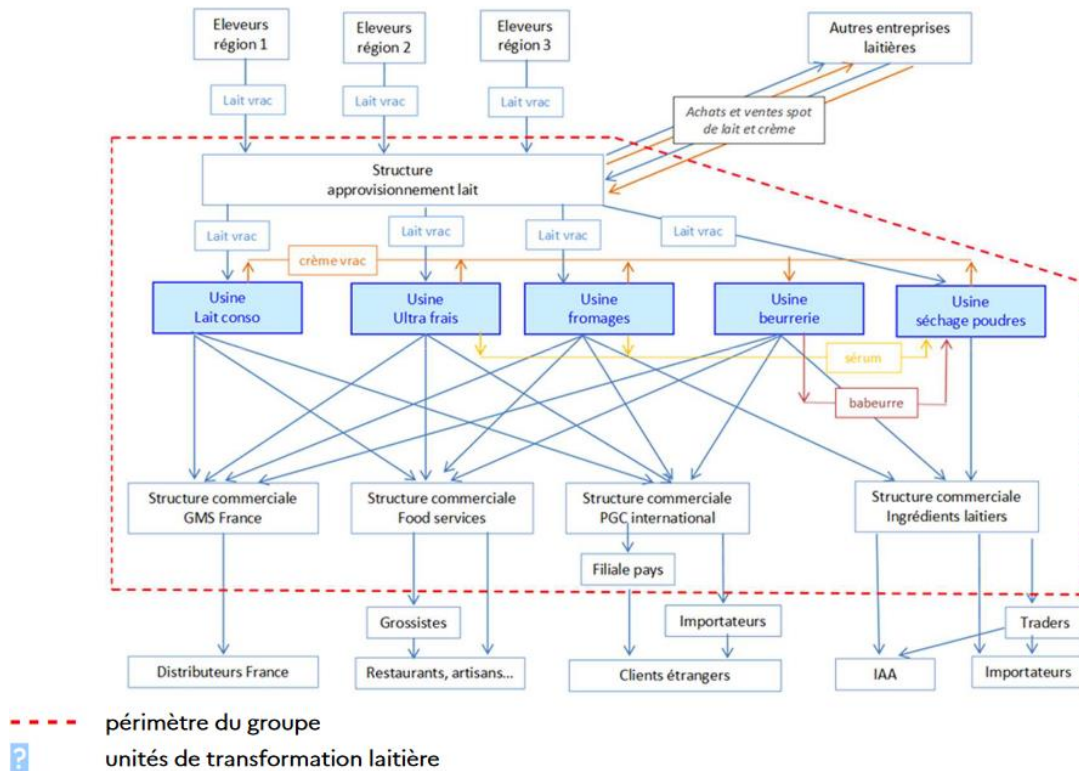 Eleveurs
région 1
Eleveurs
région 2
Eleveurs
région 3
Autres entreprises
laitières
Lait vrac
Lait vrac
Lait vrac
Achats et ventes spot
de lait et crème
Structure
approvisionnement lait
Lait vrac
Lait vrac
Lait vrac
Lait vrac
crème vrac
Usine
Lait conso
Usine
Ultra frais
Usine
fromages
Usine
beurrerie
Usine
séchage poudres
sérum
babeurre
Structure commerciale
GMS France
Structure commerciale
Food services
Structure commerciale
PGC international
Structure commerciale
Ingrédients laitiers
Filiale pays
Grossistes
Importateurs
Traders
Distributeurs France
Restaurants, artisans...
Clients étrangers
IAA
Importateurs
périmètre du groupe
? unités de transformation laitière